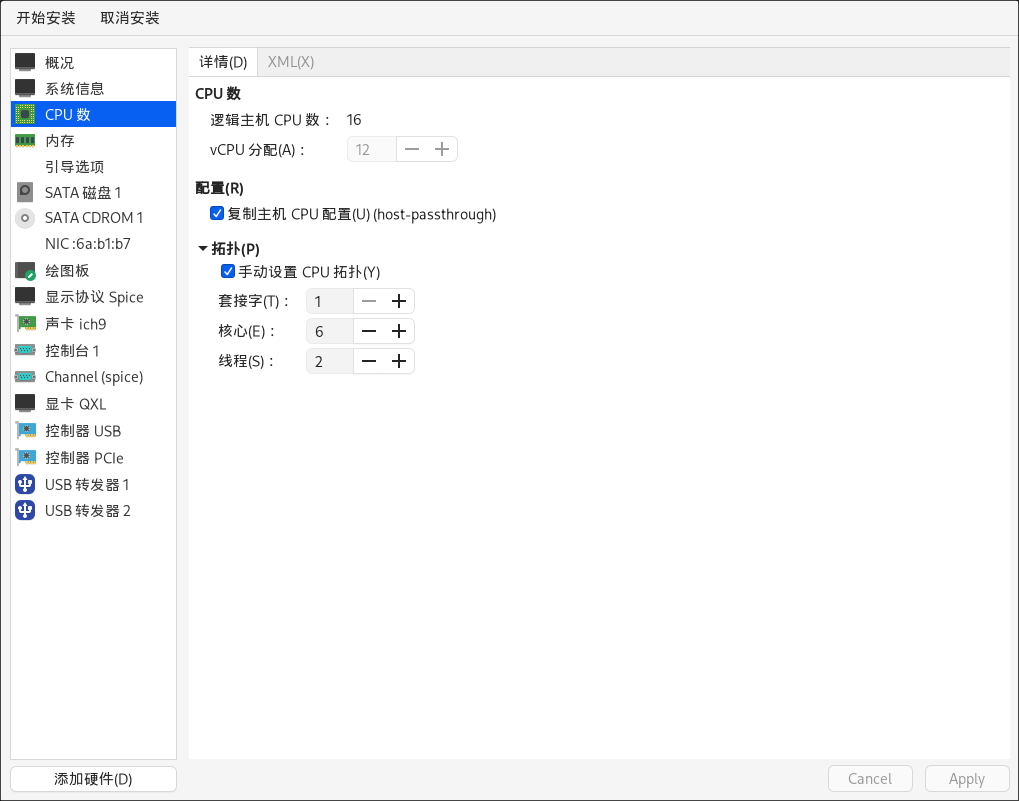 开始安装 取消安装
概况
系统信息
CPU 数
内存
引导选项
SATA 磁盘 1
SATA CDROM 1
NIC :6a:b1:b7
绘图板
显示协议 Spice
声卡 ich9
控制台 1
Channel (spice)
显卡 QXL
控制器 USB
控制器 PCIe
USB 转发器 1
USB 转发器 2
添加硬件(D)
详情(D) XML(X)
CPU 数
逻辑主机 CPU 数： 16
vCPU 分配(A)： 12
配置(R)
复制主机 CPU 配置(U) (host-passthrough)
拓扑(P)
手动设置 CPU 拓扑(Y)
套接字(T)： 1
核心(E)： 6
线程(S)： 2
Cancel Apply